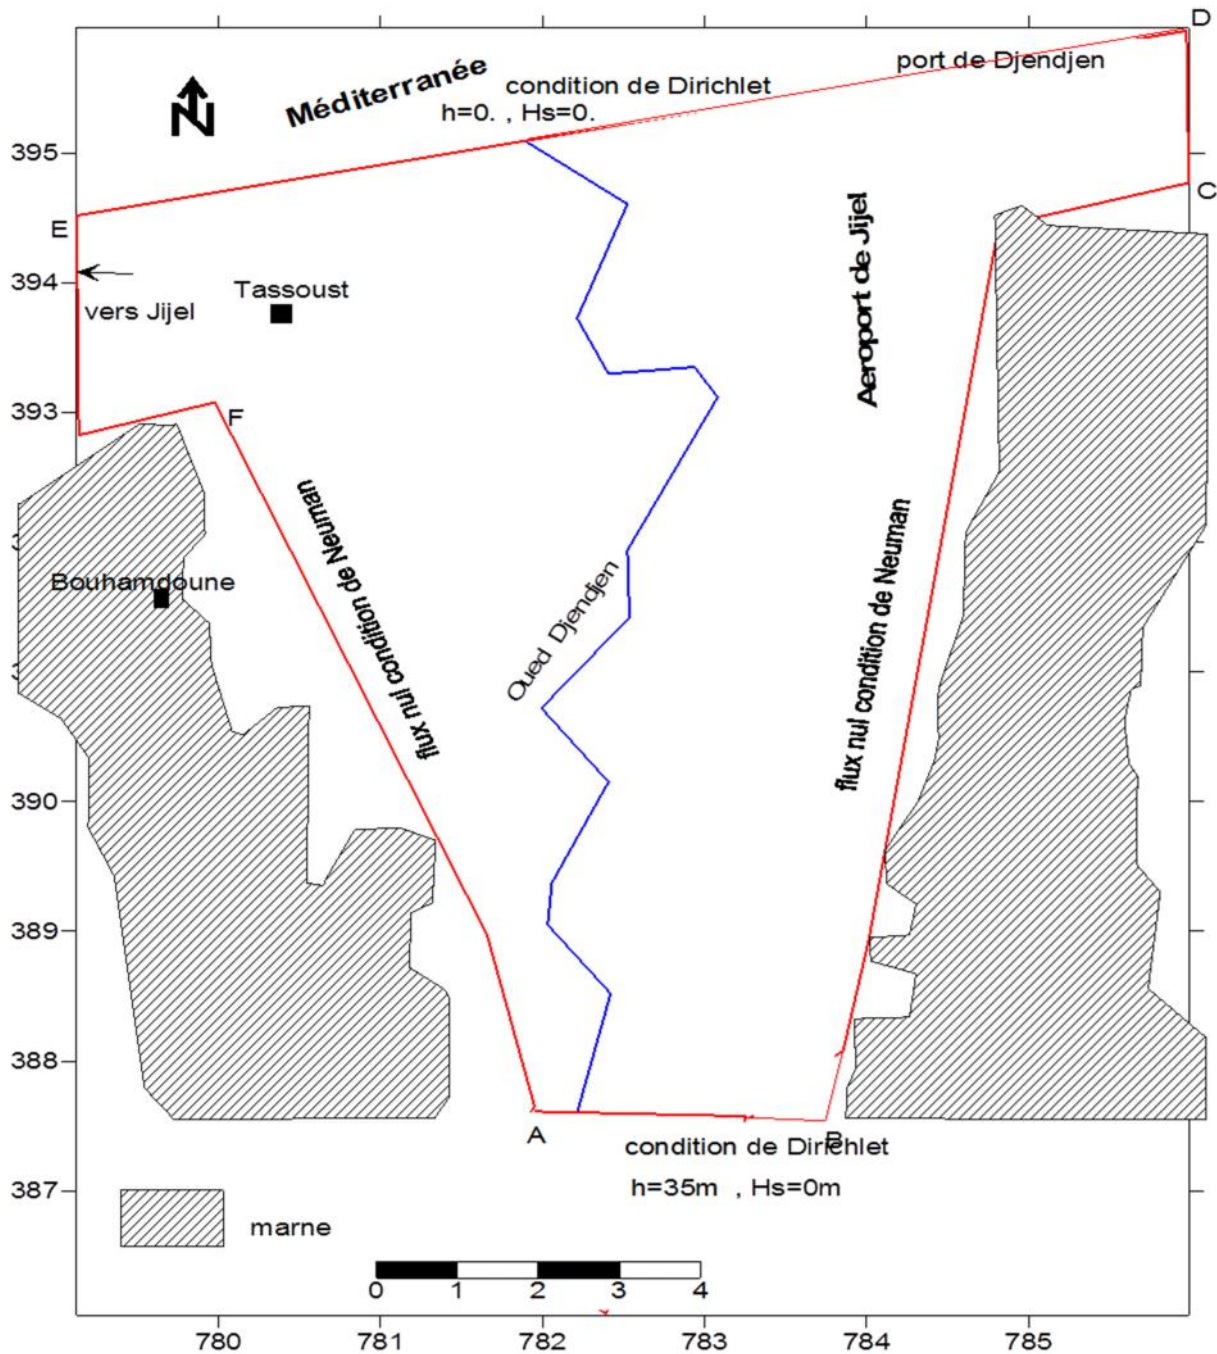 D
port de Djendjen
Méditerranée
condition de Dirichlet
h=0. , Hs=0.
N
395
C
E
Aeroport de Jijel
394
Tassoust
vers Jijel
393
F
flux nul condition de Neuman
flux nul condition de Neuman
Bouhamdoune
Oued Djendjen
390
389
388
A
B
condition de Dirichlet
387
h=35m , Hs=0m
marne
0 1 2 3 4
780 781 782 783 784 785